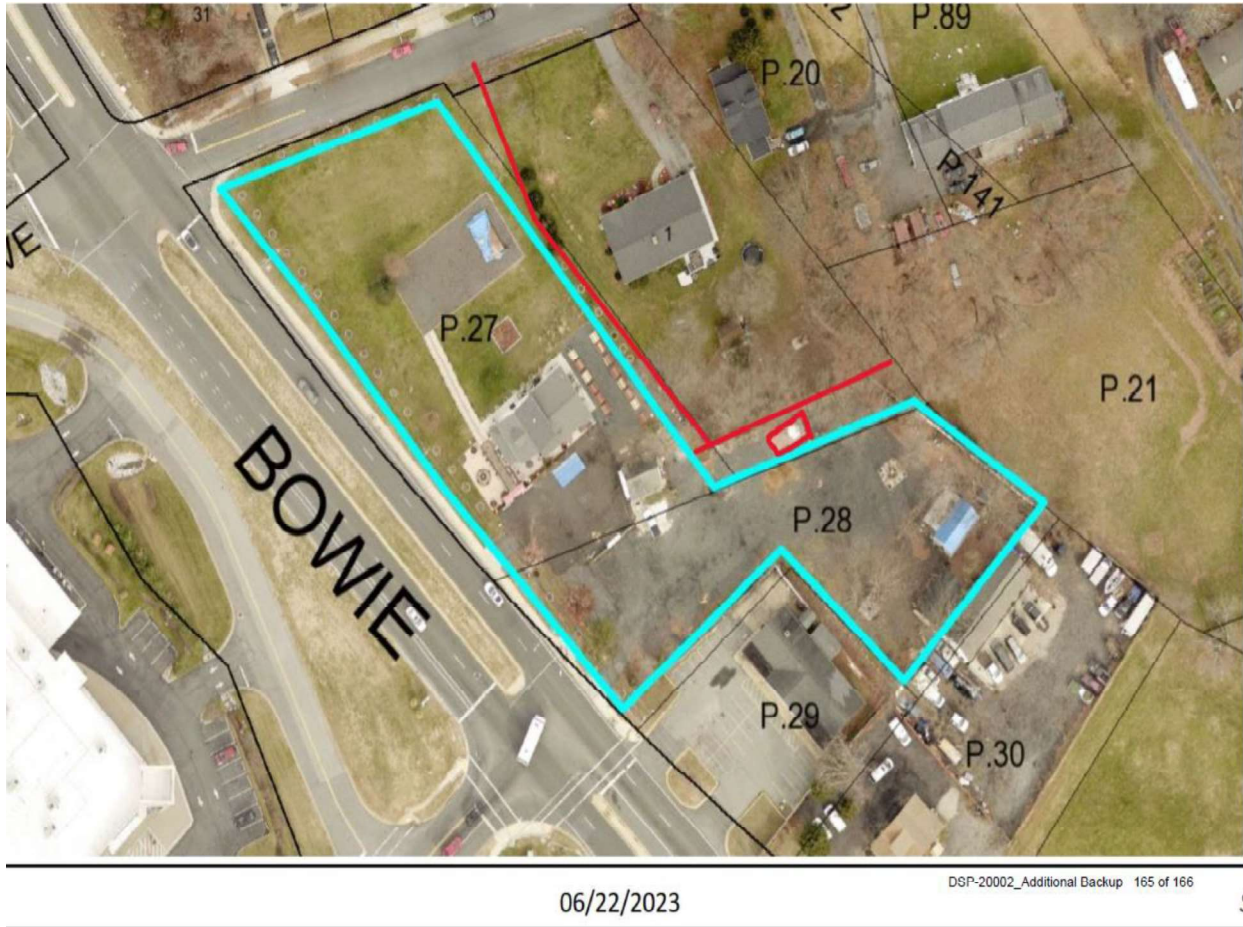 31
P.89
P.20
P.141
VE
1
P.27
P.21
BOWIE
P.28
P.29
P.30
DSP-20002_Additional Backup 165 of 166
06/22/2023